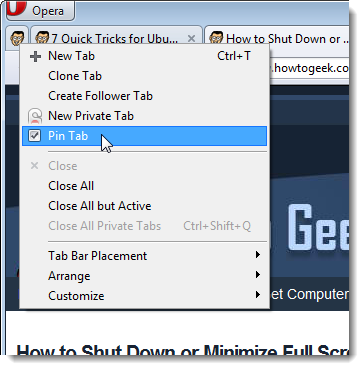 Opera
7 Quick Tricks for Ubu...
How to Shut Down or ...
New Tab Ctrl+T
.howtogeek.com
Clone Tab
Create Follower Tab
New Private Tab
Pin Tab
Close
Close All
Close All but Active
Close All Private Tabs Ctrl+Shift+Q
Gee
Tab Bar Placement
Arrange
Customize
et Computer
How to Shut Down or Minimize Full Scr